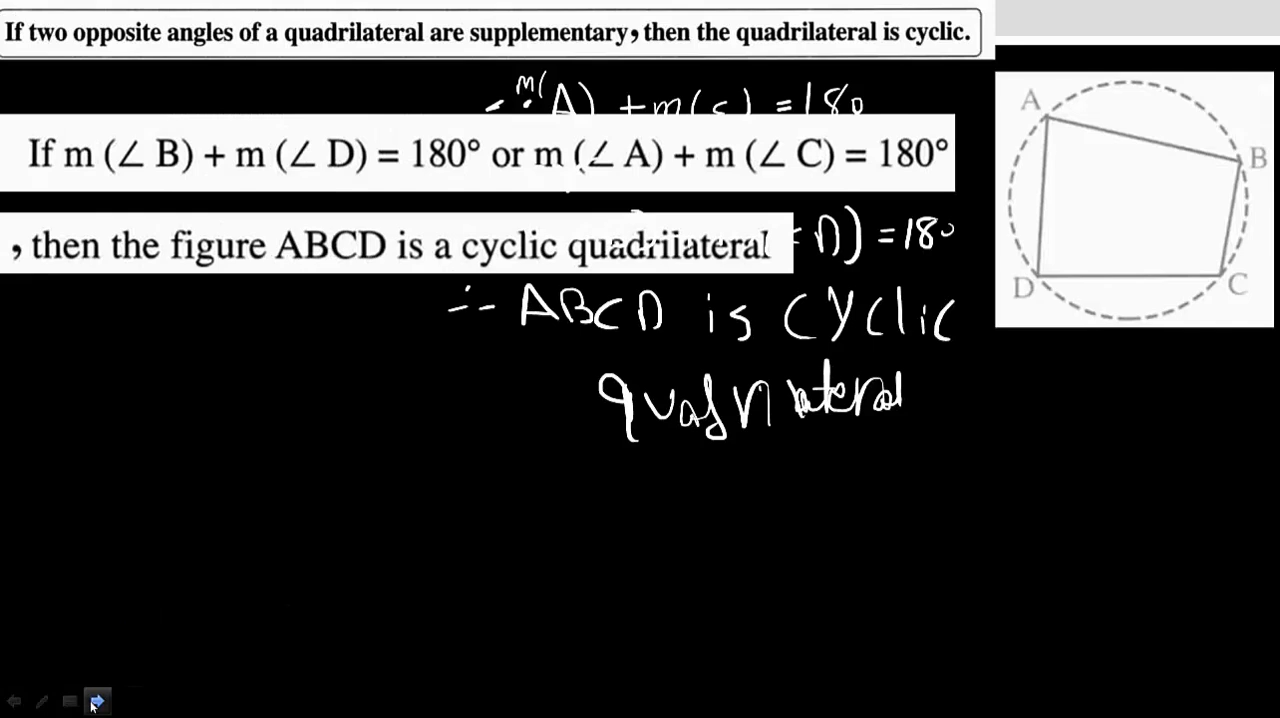 If two opposite angles of a quadrilateral are supplementary, then the quadrilateral is cyclic.
m(A) + m(c) = 180
If m (∠ B) + m (∠ D) = 180° or m (∠ A) + m (∠ C) = 180°
, then the figure ABCD is a cyclic quadrilateral
D) = 180
∴ ABCD is cyclic
quadrilateral
A
B
D
C